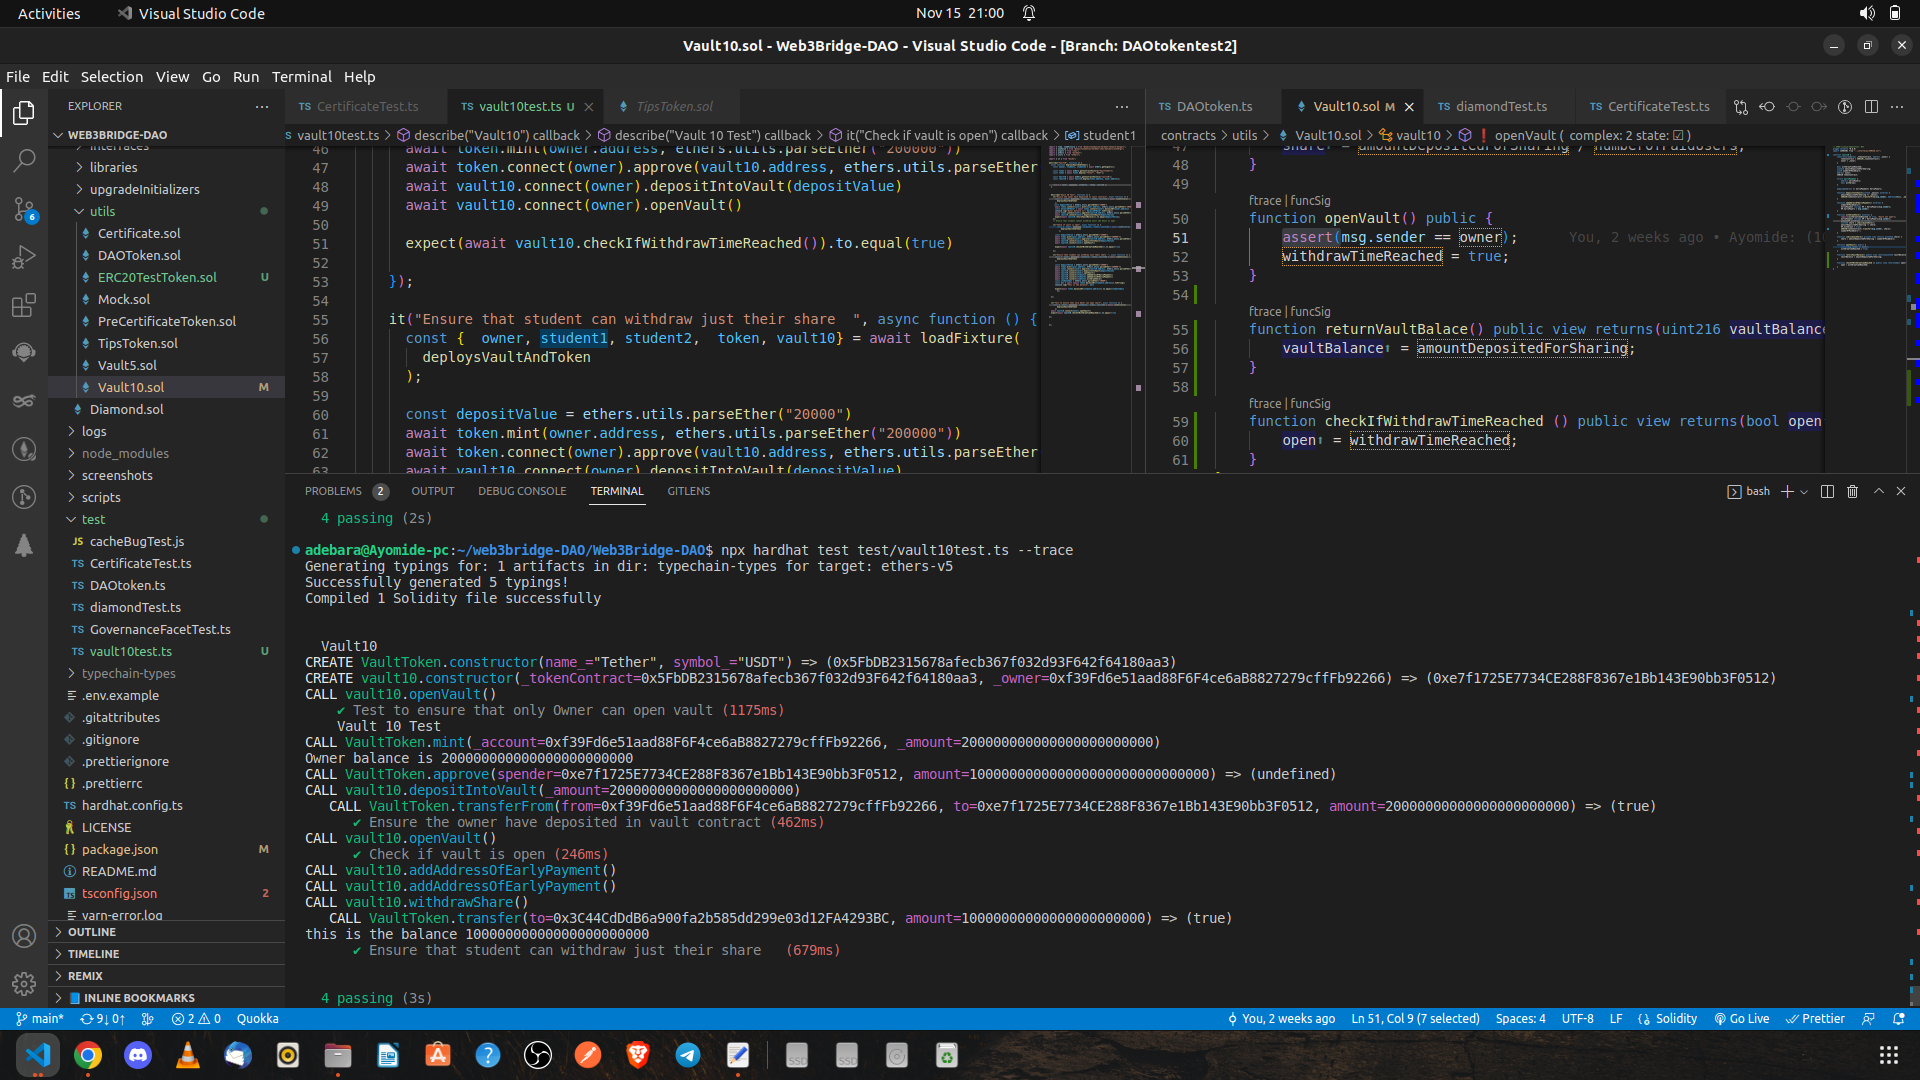 Activities
Visual Studio Code
Nov 15 21:00
Vault10.sol - Web3Bridge-DAO - Visual Studio Code - [Branch: DAOtokentest2]
File Edit Selection View Go Run Terminal Help
EXPLORER
WEB3BRIDGE-DAO
interfaces
libraries
upgradeInitializers
utils
Certificate.sol
DAOToken.sol
ERC20TestToken.sol U
Mock.sol
PreCertificateToken.sol
TipsToken.sol
Vault5.sol
Vault10.sol M
Diamond.sol
logs
node_modules
screenshots
scripts
test
JS cacheBugTest.js
TS CertificateTest.ts
TS DAOtoken.ts
TS diamondTest.ts
TS GovernanceFacetTest.ts
TS vault10test.ts U
typechain-types
.env.example
.gitattributes
.gitignore
.prettierignore
{} .prettierrc
TS hardhat.config.ts
LICENSE
{} package.json M
README.md
tsconfig.json 2
yarn-error.log
OUTLINE
TIMELINE
REMIX
INLINE BOOKMARKS
6
TS CertificateTest.ts
TS vault10test.ts U
TipsToken.sol
vault10test.ts > describe("Vault10") callback > describe("Vault 10 Test") callback > it("Check if vault is open") callback > student1
46 await token.mint(owner.address, ethers.utils.parseEther("200000"))
47 await token.connect(owner).approve(vault10.address, ethers.utils.parseEther
48 await vault10.connect(owner).depositIntoVault(depositValue)
49 await vault10.connect(owner).openVault()
50
51 expect(await vault10.checkIfWithdrawTimeReached()).to.equal(true)
52
53 });
54
55 it("Ensure that student can withdraw just their share  ", async function () {
56 const {  owner, student1, student2,  token, vault10} = await loadFixture(
57 deploysVaultAndToken
58 );
59
60 const depositValue = ethers.utils.parseEther("20000")
61 await token.mint(owner.address, ethers.utils.parseEther("200000"))
62 await token.connect(owner).approve(vault10.address, ethers.utils.parseEther
63 await vault10.connect(owner).depositIntoVault(depositValue)
TS DAOtoken.ts
Vault10.sol M
TS diamondTest.ts
TS CertificateTest.ts
contracts > utils > Vault10.sol > vault10 > openVault ( complex: 2 state: ☑ )
47 share = amountDepositedForSharing / numberOfPaidUsers;
48 }
49
ftrace | funcSig
50 function openVault() public {
51 assert(msg.sender == owner); You, 2 weeks ago • Ayomide: (10
52 withdrawTimeReached = true;
53 }
54
ftrace | funcSig
55 function returnVaultBalace() public view returns(uint216 vaultBalance
56 vaultBalance⬆ = amountDepositedForSharing;
57 }
58
ftrace | funcSig
59 function checkIfWithdrawTimeReached () public view returns(bool open
60 open⬆ = withdrawTimeReached;
61 }
PROBLEMS 2 OUTPUT DEBUG CONSOLE TERMINAL GITLENS
bash
4 passing (2s)
adebara@Ayomide-pc:~/web3bridge-DAO/Web3Bridge-DAO$ npx hardhat test test/vault10test.ts --trace
Generating typings for: 1 artifacts in dir: typechain-types for target: ethers-v5
Successfully generated 5 typings!
Compiled 1 Solidity file successfully
Vault10
CREATE VaultToken.constructor(name_="Tether", symbol_="USDT") => (0x5FbDB2315678afecb367f032d93F642f64180aa3)
CREATE vault10.constructor(_tokenContract=0x5FbDB2315678afecb367f032d93F642f64180aa3, _owner=0xf39Fd6e51aad88F6F4ce6aB8827279cffFb92266) => (0xe7f1725E7734CE288F8367e1Bb143E90bb3F0512)
CALL vault10.openVault()
✔ Test to ensure that only Owner can open vault (1175ms)
Vault 10 Test
CALL VaultToken.mint(_account=0xf39Fd6e51aad88F6F4ce6aB8827279cffFb92266, _amount=200000000000000000000000)
Owner balance is 200000000000000000000000
CALL VaultToken.approve(spender=0xe7f1725E7734CE288F8367e1Bb143E90bb3F0512, amount=100000000000000000000000000000) => (undefined)
CALL vault10.depositIntoVault(_amount=20000000000000000000000)
CALL VaultToken.transferFrom(from=0xf39Fd6e51aad88F6F4ce6aB8827279cffFb92266, to=0xe7f1725E7734CE288F8367e1Bb143E90bb3F0512, amount=20000000000000000000000) => (true)
✔ Ensure the owner have deposited in vault contract (462ms)
CALL vault10.openVault()
✔ Check if vault is open (246ms)
CALL vault10.addAddressOfEarlyPayment()
CALL vault10.addAddressOfEarlyPayment()
CALL vault10.withdrawShare()
CALL VaultToken.transfer(to=0x3C44CdDdB6a900fa2b585dd299e03d12FA4293BC, amount=10000000000000000000000) => (true)
this is the balance 10000000000000000000000
✔ Ensure that student can withdraw just their share  (679ms)
4 passing (3s)
main* 9↓ 0↑ 2 0 Quokka
You, 2 weeks ago Ln 51, Col 9 (7 selected) Spaces: 4 UTF-8 LF Solidity Go Live Prettier
SSD
SSD